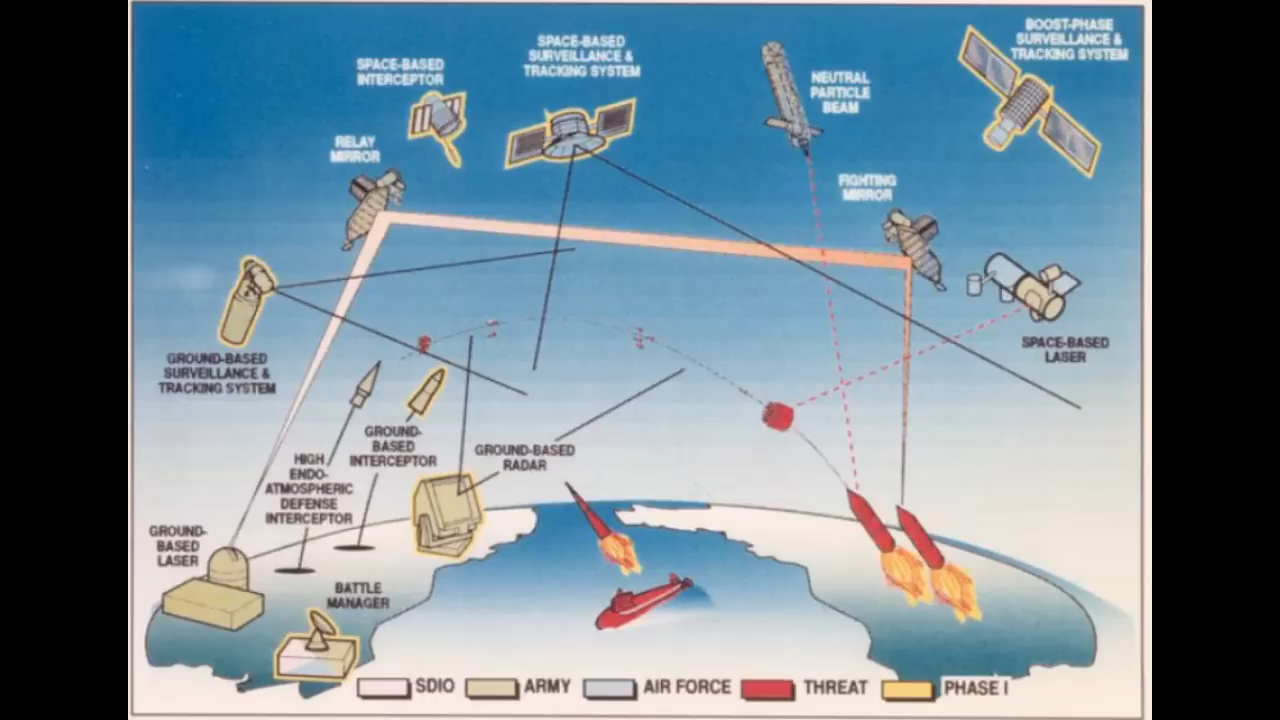 BOOST-PHASE
SURVEILLANCE &
TRACKING SYSTEM
SPACE-BASED
SURVEILLANCE &
TRACKING SYSTEM
SPACE-BASED
INTERCEPTOR
NEUTRAL
PARTICLE
BEAM
RELAY
MIRROR
FIGHTING
MIRROR
SPACE-BASED
LASER
GROUND-BASED
SURVEILLANCE &
TRACKING SYSTEM
GROUND-
BASED
INTERCEPTOR
GROUND-BASED
RADAR
HIGH
ENDO-
ATMOSPHERIC
DEFENSE
INTERCEPTOR
GROUND-
BASED
LASER
BATTLE
MANAGER
SDIO ARMY AIR FORCE THREAT PHASE I